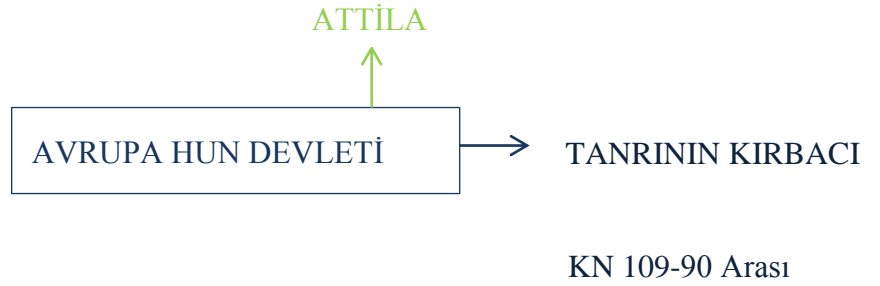 ATTİLA
AVRUPA HUN DEVLETİ
TANRININ KIRBACI
KN 109-90 Arası